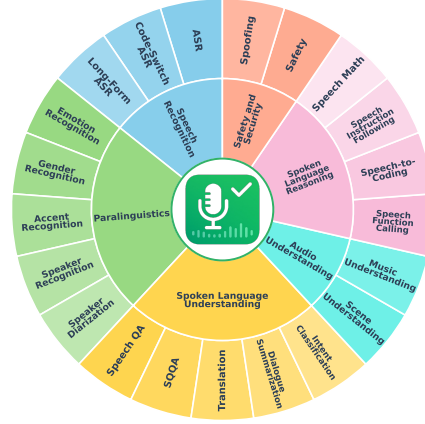 Spoofing
Safety
Safety and
Security
Speech Math
Speech
Instruction
Following
Speech-to-
Coding
Speech
Function
Calling
Spoken
Language
Reasoning
Music
Understanding
Scene
Understanding
Audio
Understanding
Intent
Classification
Dialogue
Summarization
Translation
SQQA
Speech QA
Spoken Language
Understanding
Speaker
Diarization
Speaker
Recognition
Accent
Recognition
Gender
Recognition
Emotion
Recognition
Paralinguistics
Long-Form
ASR
Code-Switch
ASR
ASR
Speech
Recognition